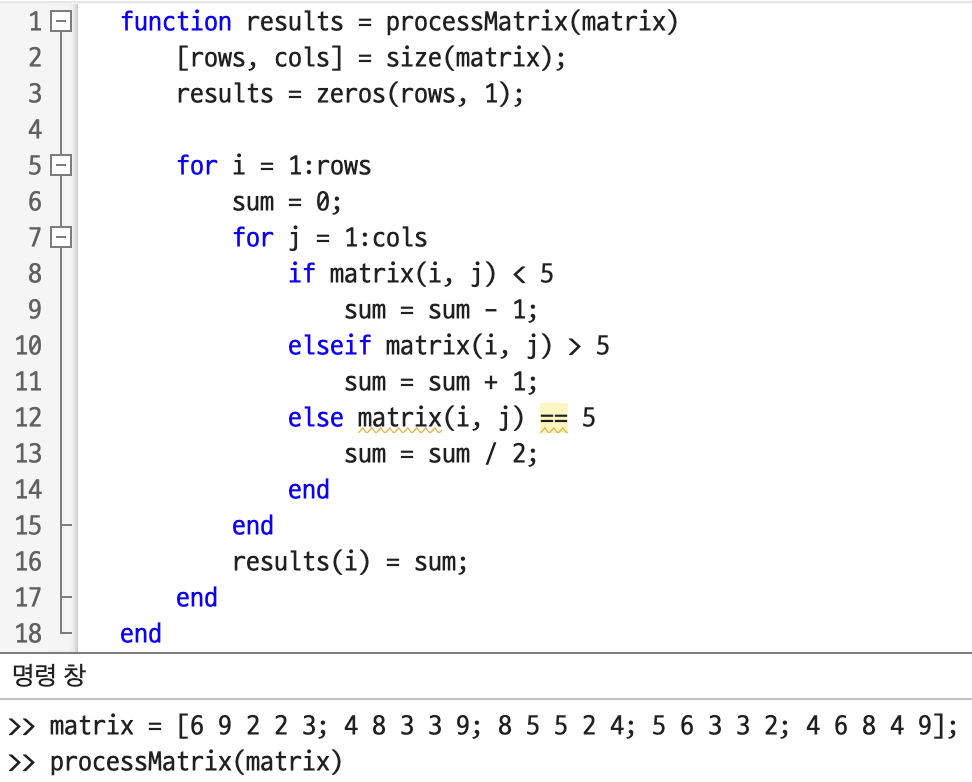 1 function results = processMatrix(matrix)
2 [rows, cols] = size(matrix);
3 results = zeros(rows, 1);
4
5 for i = 1:rows
6 sum = 0;
7 for j = 1:cols
8 if matrix(i, j) < 5
9 sum = sum - 1;
10 elseif matrix(i, j) > 5
11 sum = sum + 1;
12 else matrix(i, j) == 5
13 sum = sum / 2;
14 end
15 end
16 results(i) = sum;
17 end
18 end
명령 창
>> matrix = [6 9 2 2 3; 4 8 3 3 9; 8 5 5 2 4; 5 6 3 3 2; 4 6 8 4 9];
>> processMatrix(matrix)